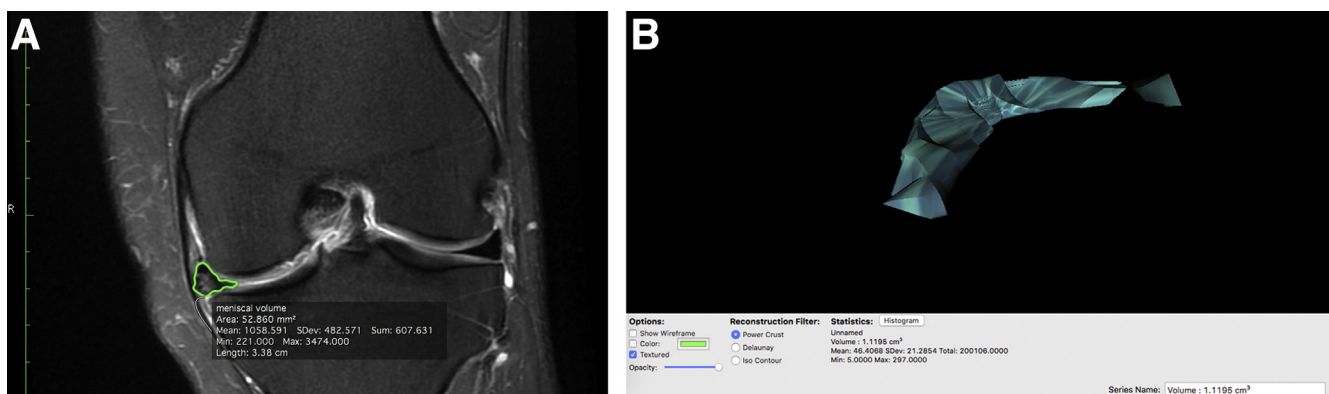 A
R
meniscal volume
Area: 52.860 mm²
Mean: 1058.591 SDev: 482.571 Sum: 607.631
Min: 221.000 Max: 3474.000
Length: 3.38 cm
B
Options:
Show Wireframe
Color:
Textured
Opacity:
Reconstruction Filter:
Power Crust
Delaunay
Iso Contour
Statistics: Histogram
Unnamed
Volume : 1.1195 cm³
Mean: 46.4068 SDev: 21.2854 Total: 200106.0000
Min: 5.0000 Max: 297.0000
Series Name: Volume : 1.1195 cm³